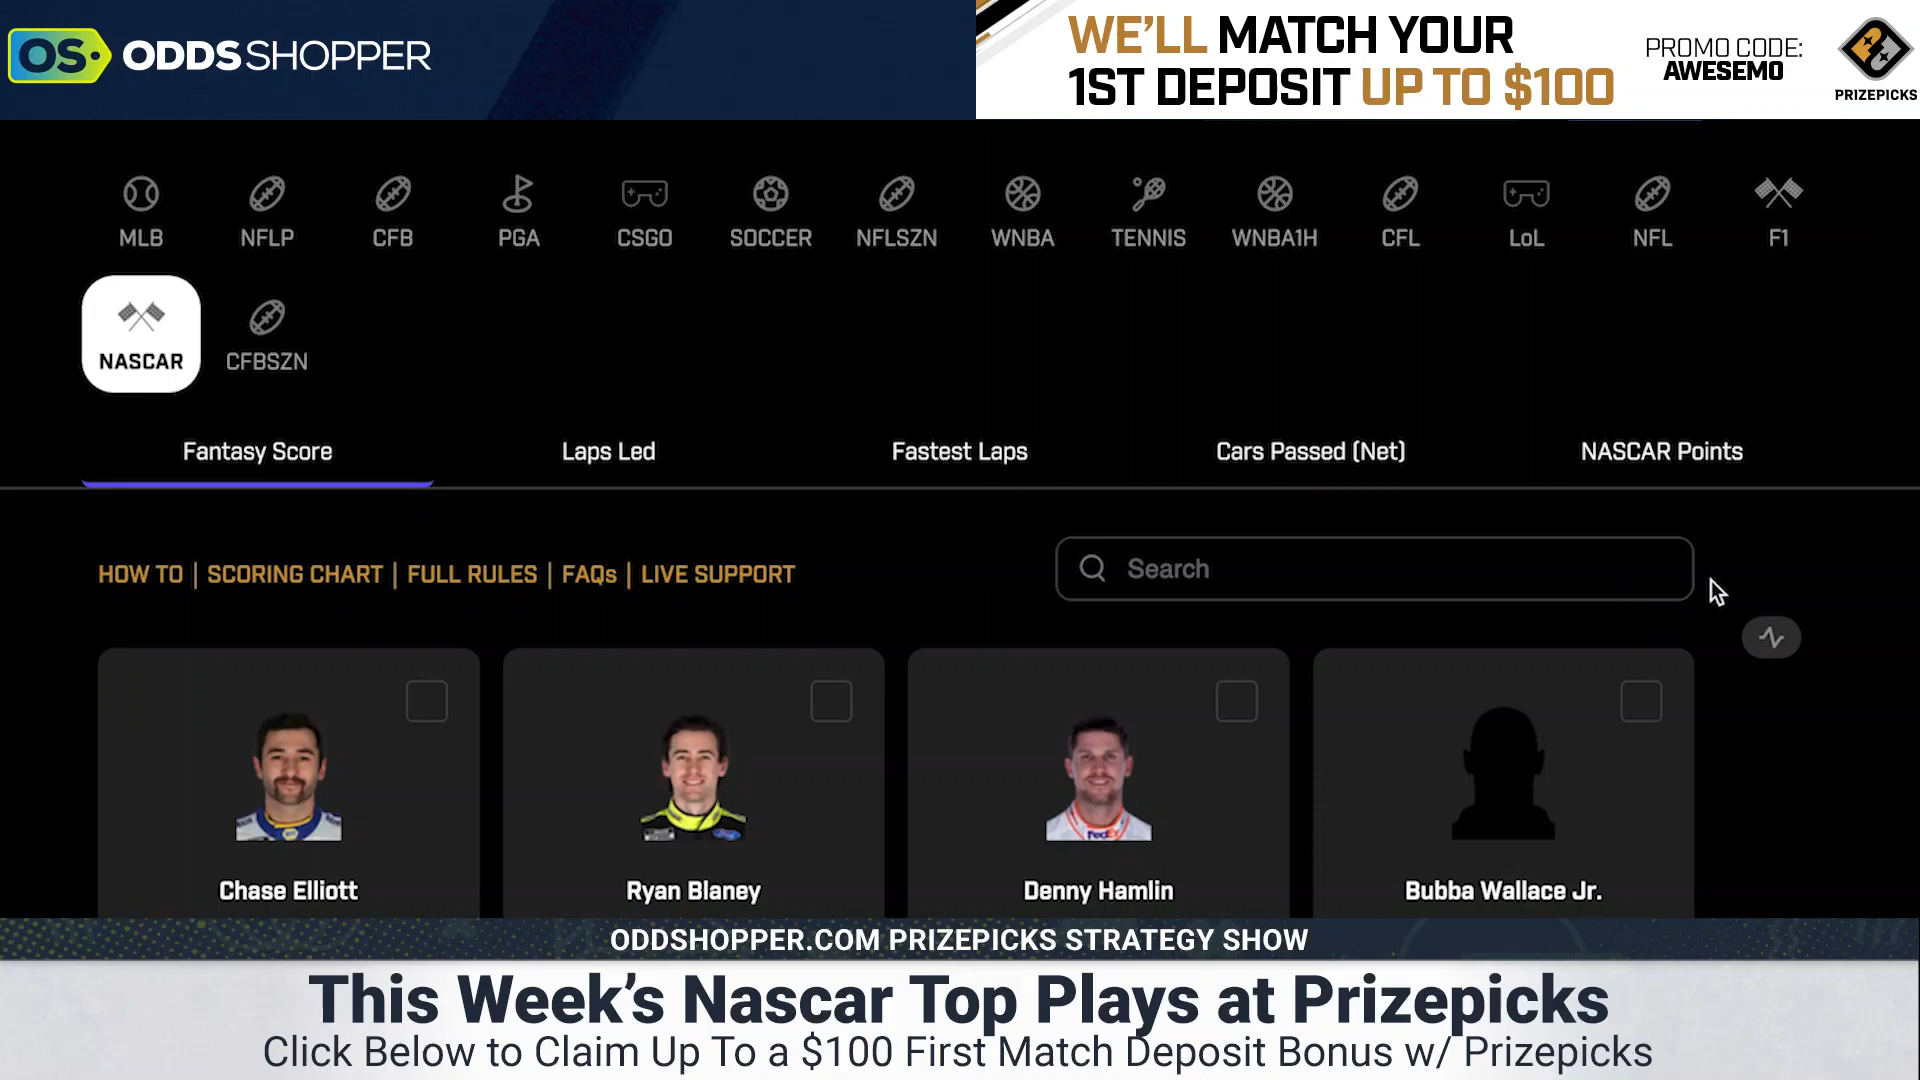 OS. ODDSSHOPPER
WE'LL MATCH YOUR
1ST DEPOSIT UP TO $100
PROMO CODE:
AWESEMO
PRIZEPICKS
MLB NFLP CFB PGA CSGO SOCCER NFLSZN WNBA TENNIS WNBA1H CFL LoL NFL F1
NASCAR CFBSZN
Fantasy Score Laps Led Fastest Laps Cars Passed (Net) NASCAR Points
HOW TO | SCORING CHART | FULL RULES | FAQs | LIVE SUPPORT
Search
FedEx
Chase Elliott Ryan Blaney Denny Hamlin Bubba Wallace Jr.
ODDSHOPPER.COM PRIZEPICKS STRATEGY SHOW
This Week's Nascar Top Plays at Prizepicks
Click Below to Claim Up To a $100 First Match Deposit Bonus w/ Prizepicks